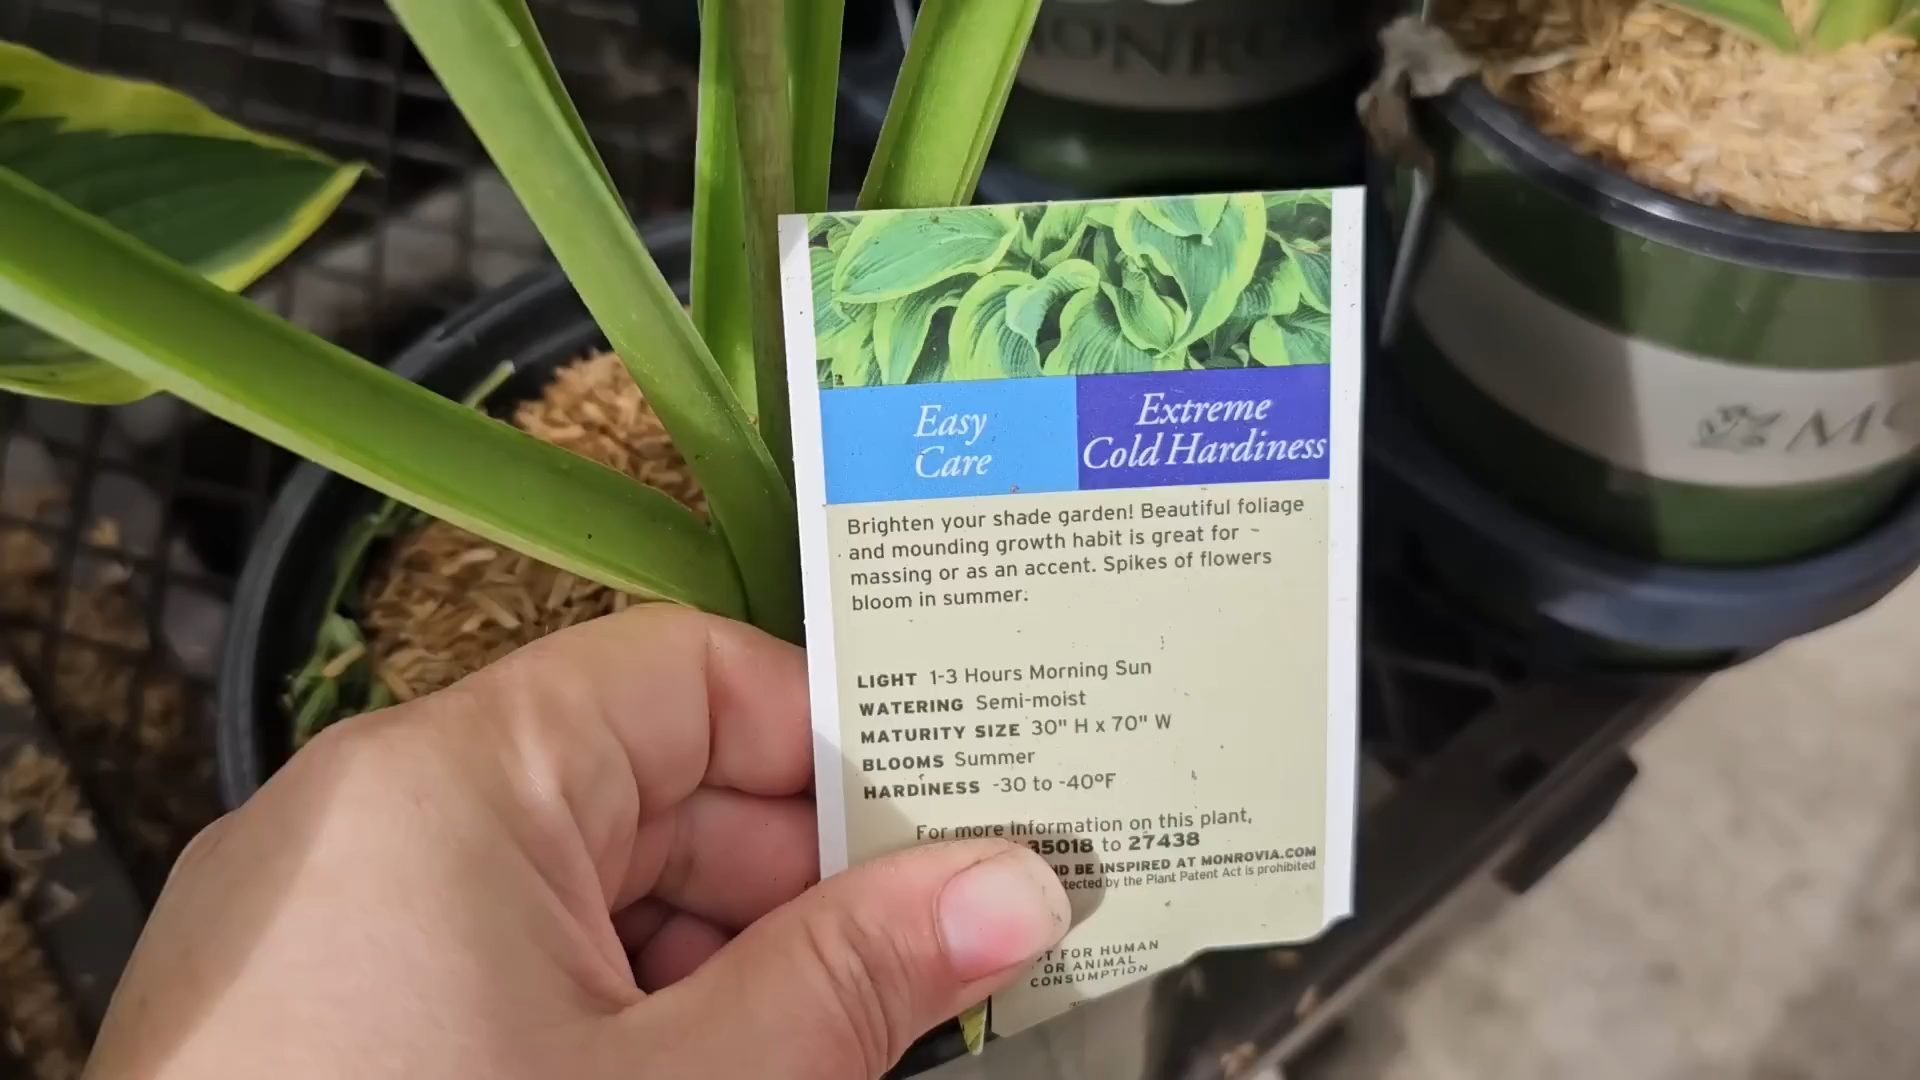 MONR
Easy
Care
Extreme
Cold Hardiness
Brighten your shade garden! Beautiful foliage
and mounding growth habit is great for
massing or as an accent. Spikes of flowers
bloom in summer.
LIGHT 1-3 Hours Morning Sun
WATERING Semi-moist
MATURITY SIZE 30" H x 70" W
BLOOMS Summer
HARDINESS -30 to -40°F
For more information on this plant,
35018 to 27438
BE INSPIRED AT MONROVIA.COM
by the Plant Patent Act is prohibited
FOR HUMAN
OR ANIMAL
CONSUMPTION
MO